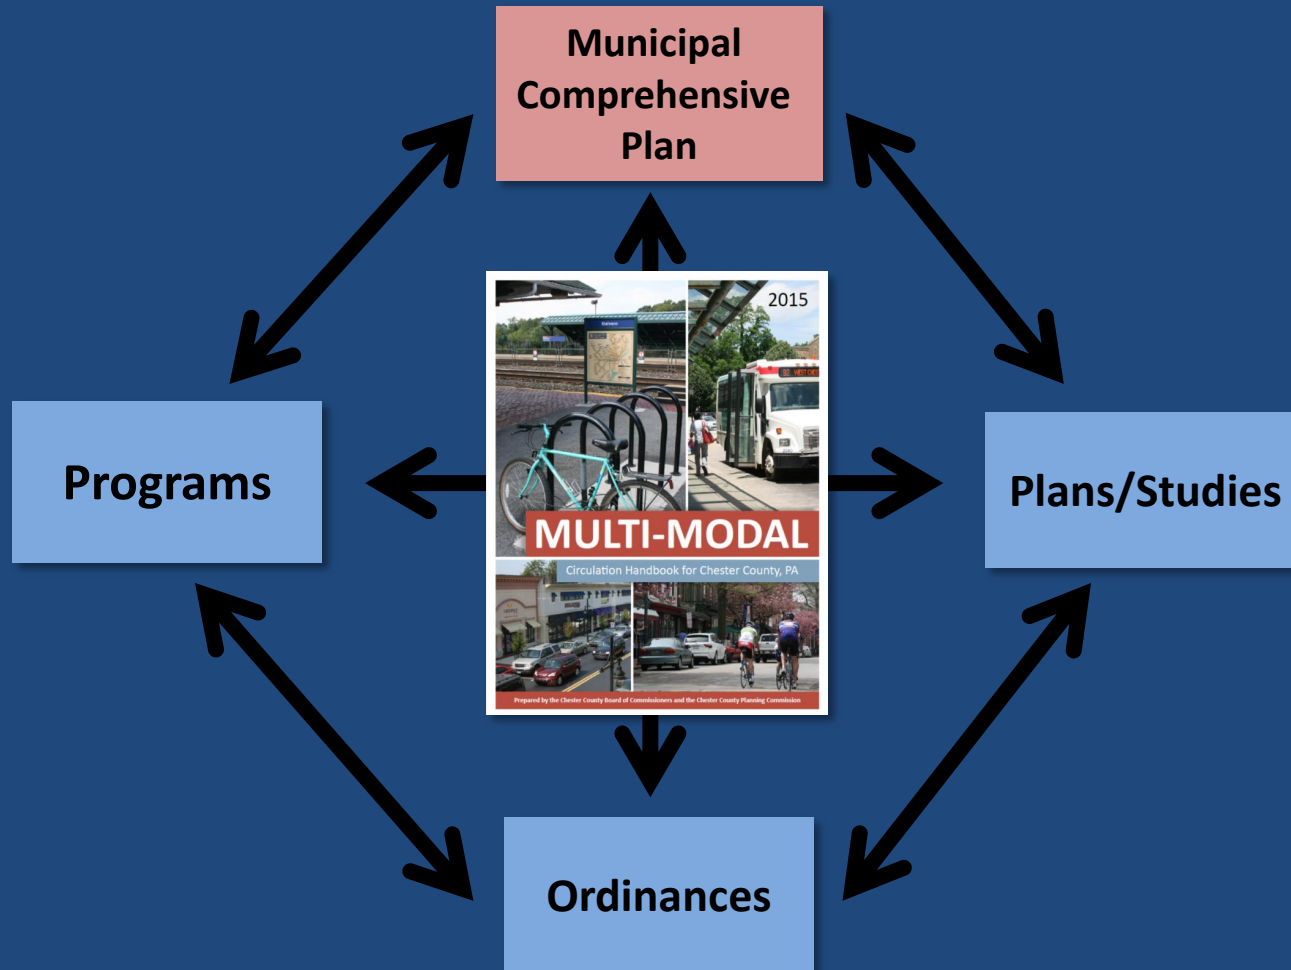 Municipal
Comprehensive
Plan
2015
Programs
Plans/Studies
MULTI-MODAL
Circulation Handbook for Chester County, PA
Prepared by the Chester County Board of Commissioners and the Chester County Planning Commission
Ordinances